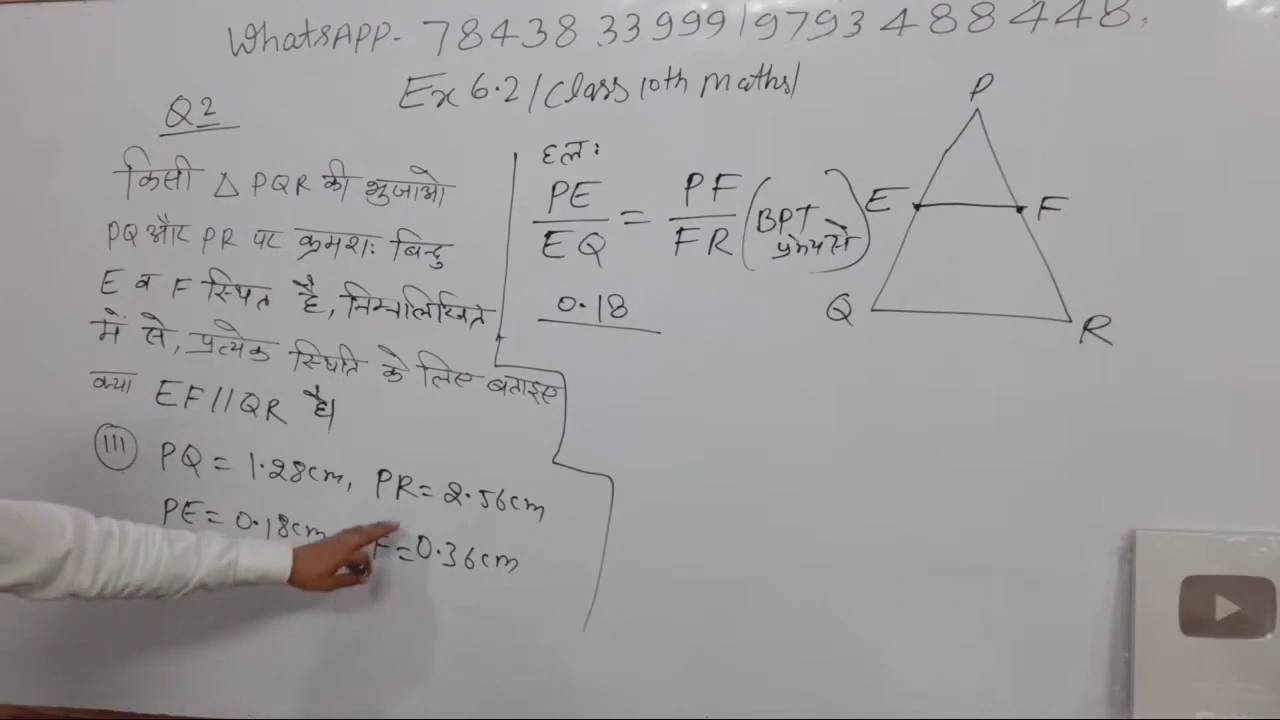 WhatsAPP- 78438 33999/9793488448.
Ex 6.2/Class 10th maths/
Q2
किसी △ PQR की भुजाओ
PQ और PR पर क्रमशः बिन्दु
E व F स्थित है, निम्नलिखित
में से, प्रत्येक स्थिति के लिए बताइए
क्या EF//QR है।
(III) PQ = 1.28cm, PR = 2.56cm
PE = 0.18cm F = 0.36cm
हलः
PE/EQ = PF/FR (BPT प्रमेय से)
0.18
P
E F
Q R